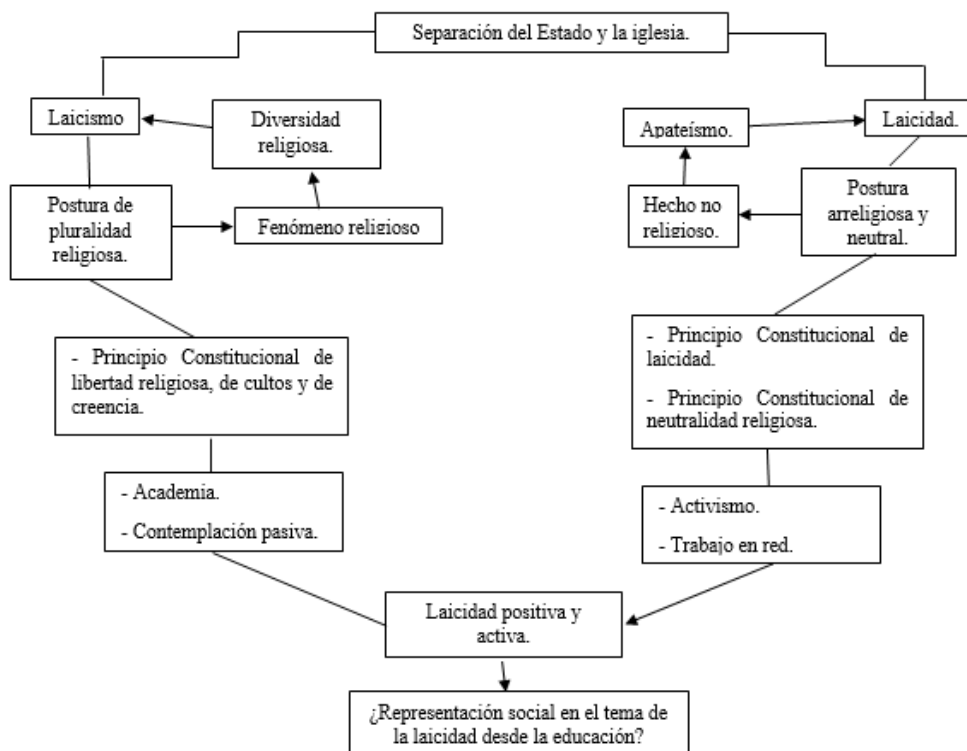 Separación del Estado y la iglesia.
Laicismo
Diversidad
religiosa.
Apateísmo.
Laicidad.
Postura de
pluralidad
religiosa.
Fenómeno religioso
Hecho no
religioso.
Postura
arreligiosa y
neutral.
- Principio Constitucional de
libertad religiosa, de cultos y de
creencia.
- Principio Constitucional de
laicidad.
- Principio Constitucional de
neutralidad religiosa.
- Academia.
- Contemplación pasiva.
- Activismo.
- Trabajo en red.
Laicidad positiva y
activa.
¿Representación social en el tema de
la laicidad desde la educación?